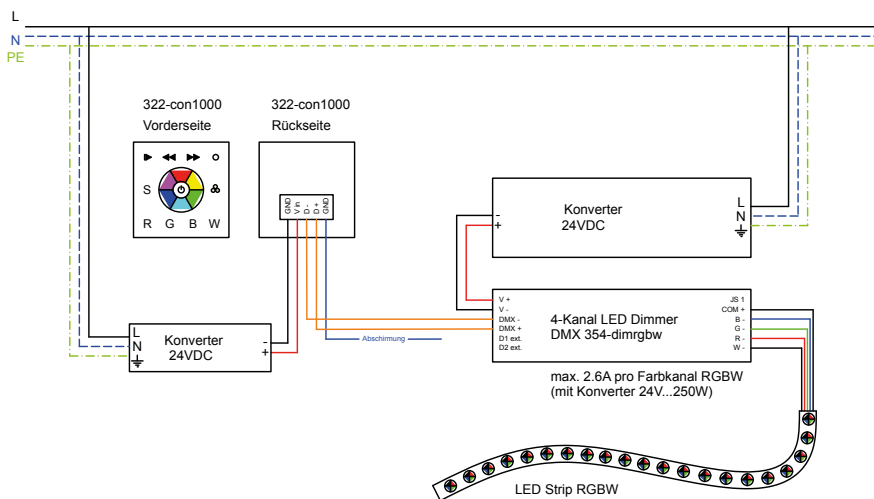 L
N
PE
322-con1000
Vorderseite
S
R G B W
322-con1000
Rückseite
GND
V in
D -
D +
GND
Konverter
24VDC
L
N
-
+
L
N
Konverter
24VDC
-
+
Abschirmung
V +
V -
DMX -
DMX +
D1 ext.
D2 ext.
4-Kanal LED Dimmer
DMX 354-dimrgbw
JS 1
COM +
B -
G -
R -
W -
max. 2.6A pro Farbkanal RGBW
(mit Konverter 24V...250W)
LED Strip RGBW